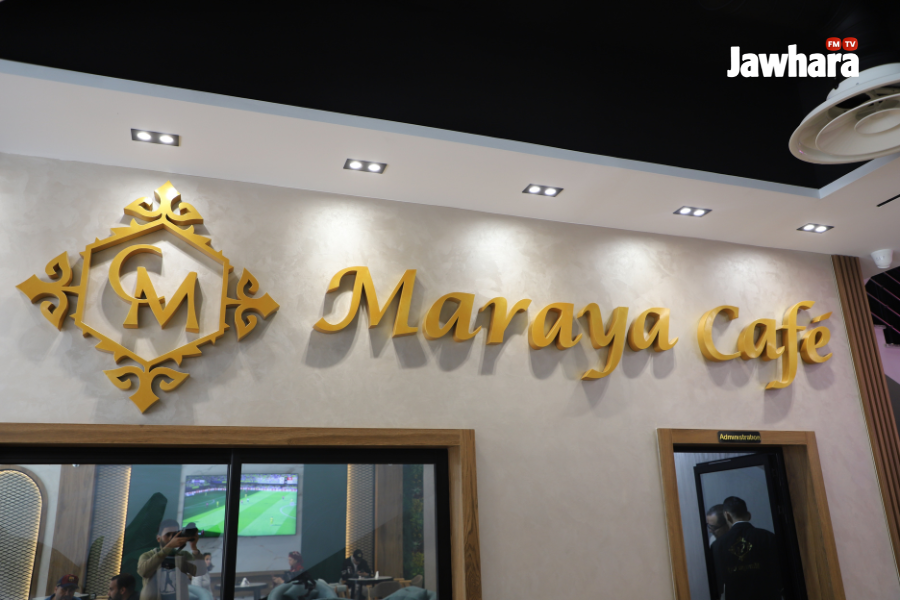 FM TV
Jawhara
CM
Maraya Café
Administration